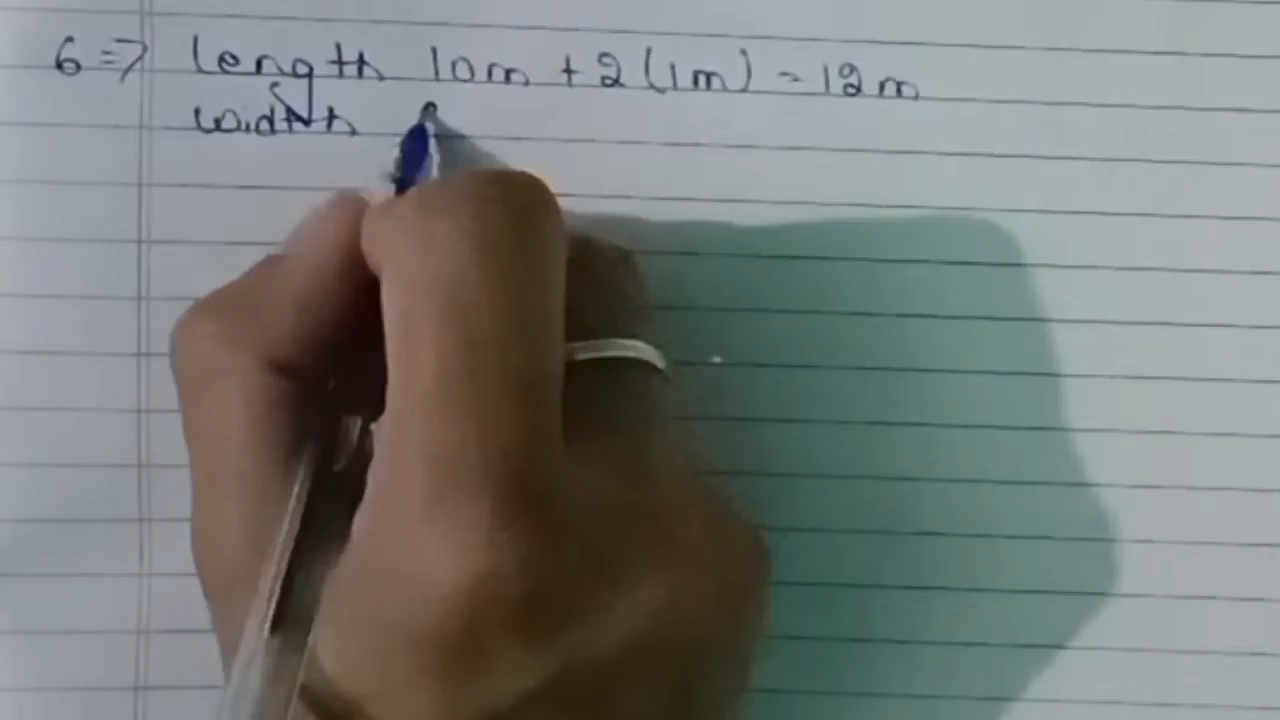 6 => length 10m + 2(1m) = 12m
width